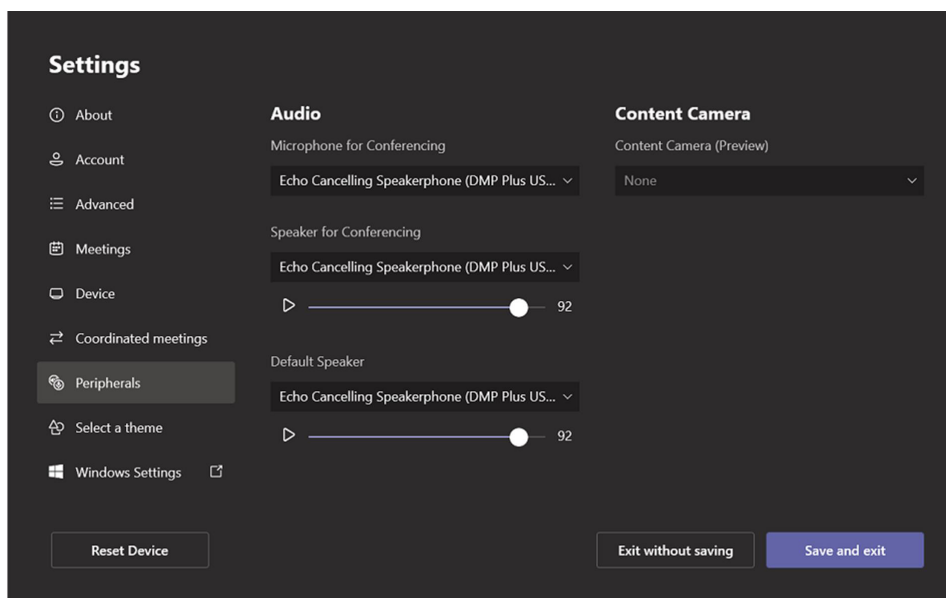 Settings
About
Account
Advanced
Meetings
Device
Coordinated meetings
Peripherals
Select a theme
Windows Settings
Audio
Microphone for Conferencing
Echo Cancelling Speakerphone (DMP Plus US...
Speaker for Conferencing
Echo Cancelling Speakerphone (DMP Plus US...
92
Default Speaker
Echo Cancelling Speakerphone (DMP Plus US...
92
Content Camera
Content Camera (Preview)
None
Reset Device
Exit without saving
Save and exit